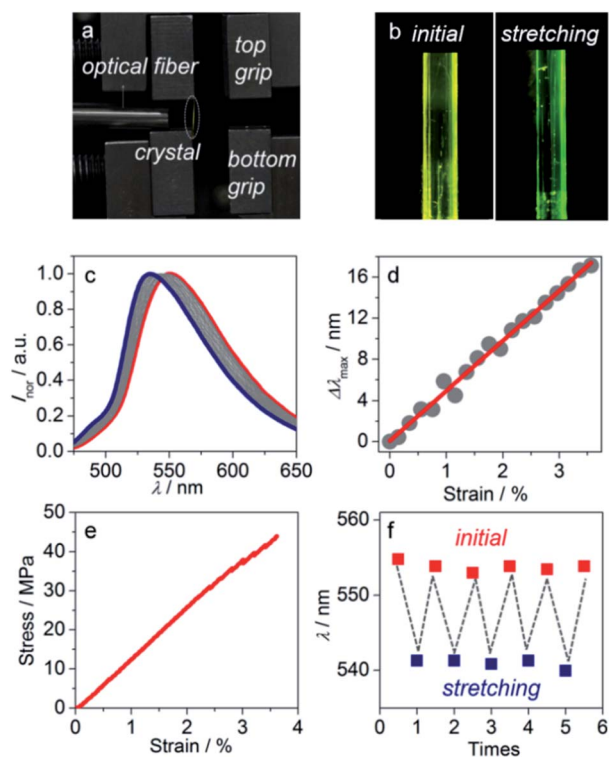 a
optical fiber
top
grip
crystal
bottom
grip
b
initial
stretching
c
I nor / a.u.
1.0
0.8
0.6
0.4
0.2
0.0
500
550
600
650
λ / nm
d
Δλmax / nm
16
12
8
4
0
0
1
2
3
Strain / %
e
Stress / MPa
50
40
30
20
10
0
0
1
2
3
4
Strain / %
f
λ / nm
560
550
540
initial
stretching
0
1
2
3
4
5
6
Times